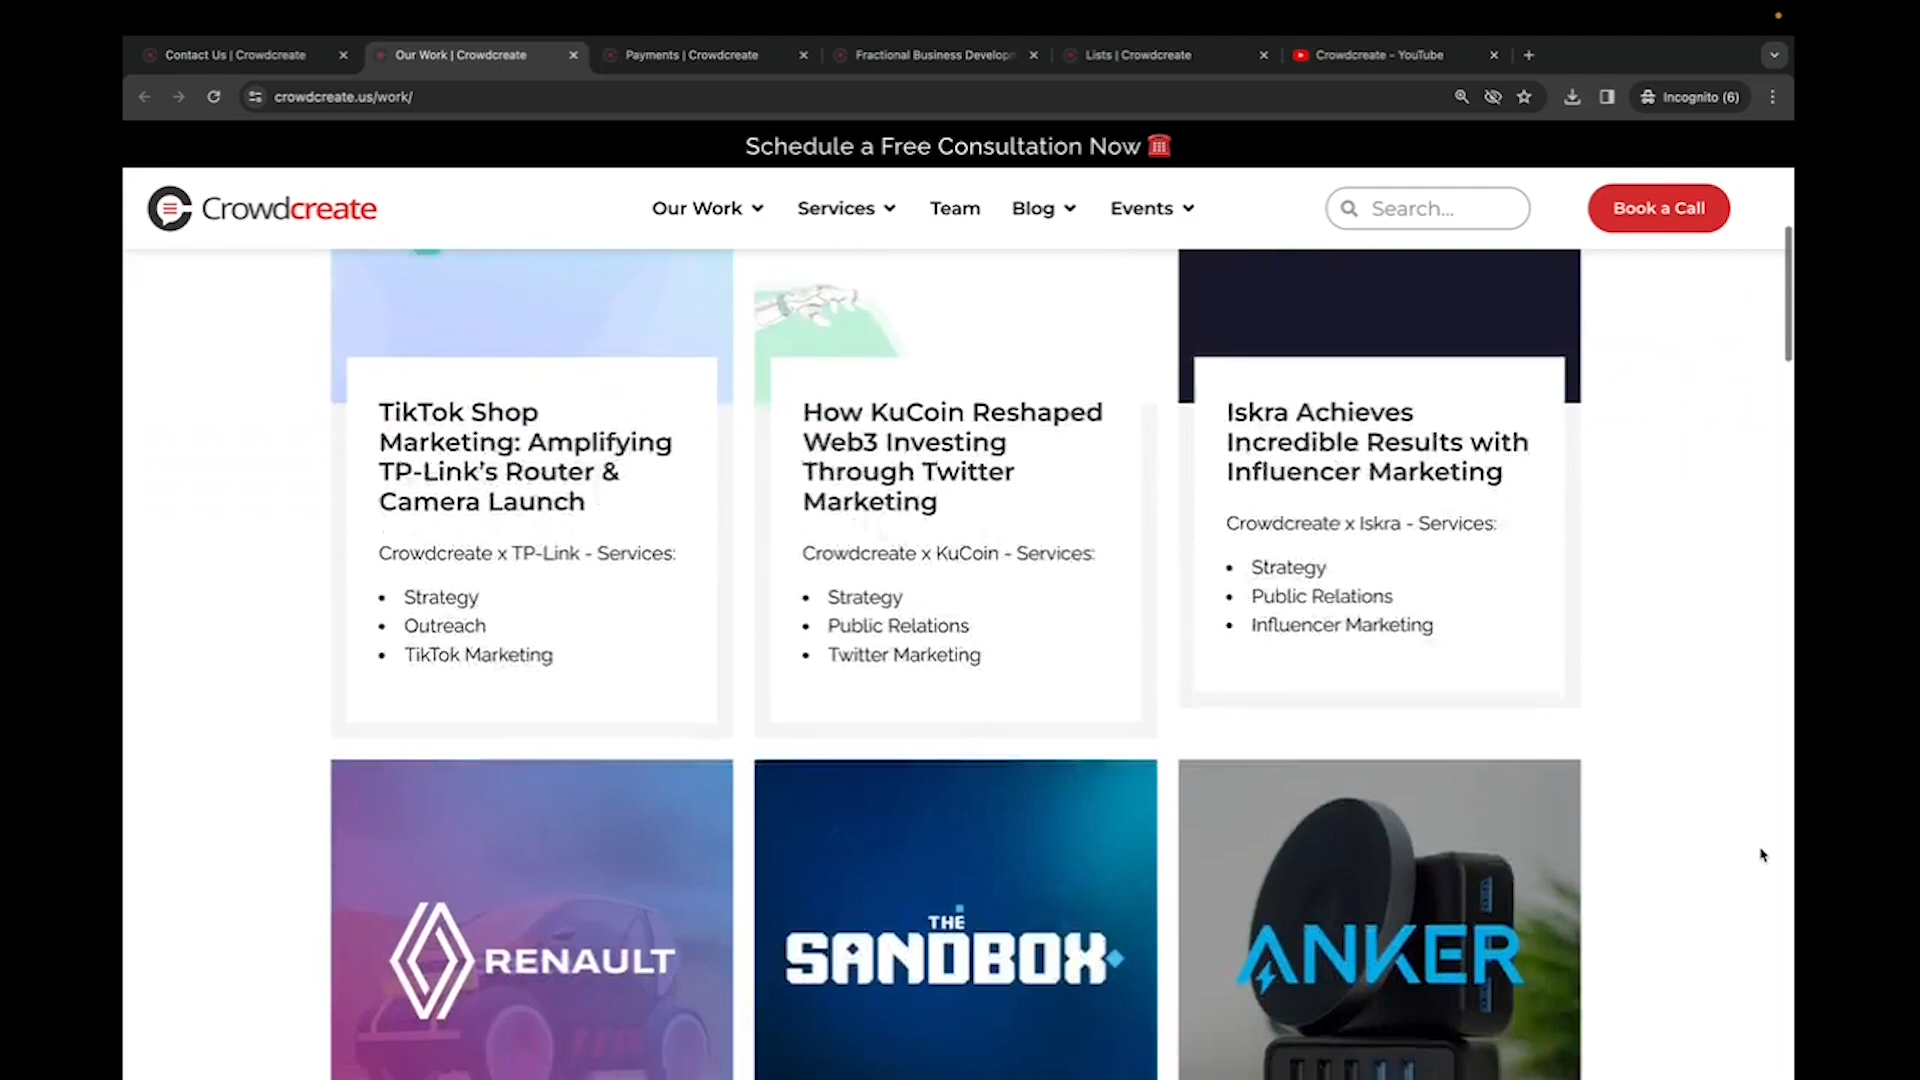 Contact Us | Crowdcreate
Our Work | Crowdcreate
Payments | Crowdcreate
Fractional Business Develop
Lists | Crowdcreate
Crowdcreate - YouTube
crowdcreate.us/work/
Incognito (6)
Schedule a Free Consultation Now
Crowdcreate
Our Work
Services
Team
Blog
Events
Search...
Book a Call
TikTok Shop
Marketing: Amplifying
TP-Link's Router &
Camera Launch
Crowdcreate x TP-Link - Services:
• Strategy
• Outreach
• TikTok Marketing
How KuCoin Reshaped
Web3 Investing
Through Twitter
Marketing
Crowdcreate x KuCoin - Services:
• Strategy
• Public Relations
• Twitter Marketing
Iskra Achieves
Incredible Results with
Influencer Marketing
Crowdcreate x Iskra - Services:
• Strategy
• Public Relations
• Influencer Marketing
RENAULT
THE
SANDBOX
ANKER